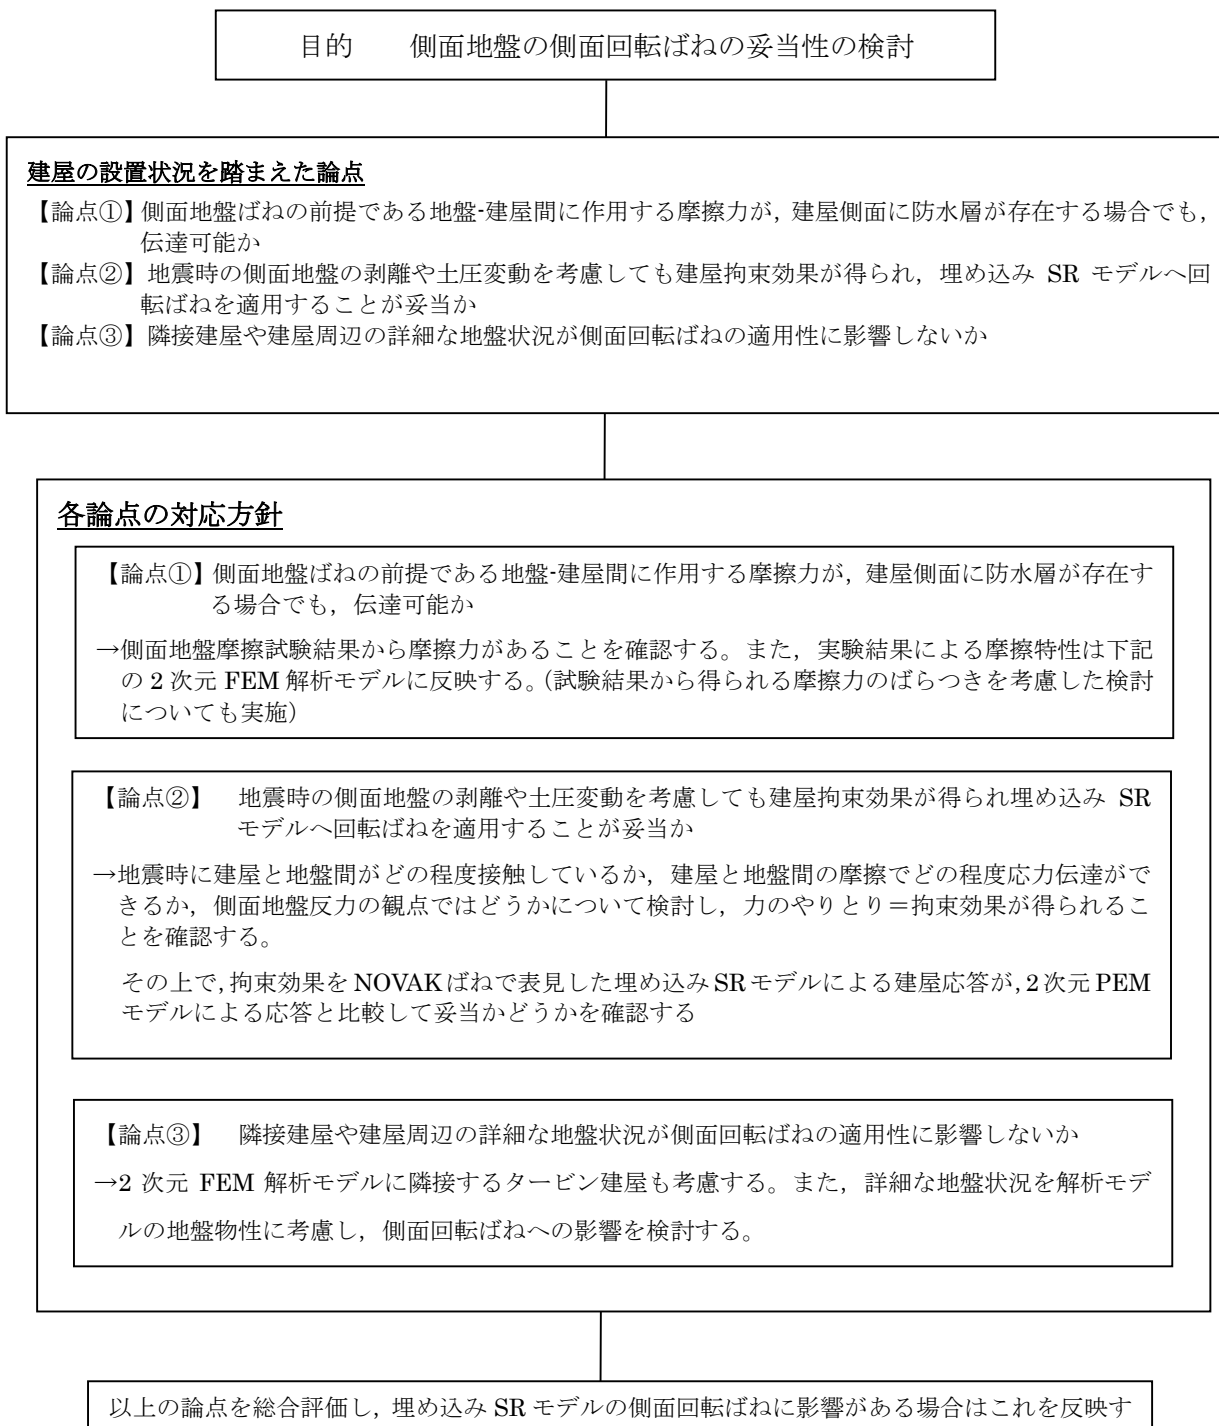 目的　　側面地盤の側面回転ばねの妥当性の検討
建屋の設置状況を踏まえた論点
【論点①】側面地盤ばねの前提である地盤-建屋間に作用する摩擦力が，建屋側面に防水層が存在する場合でも，
伝達可能か
【論点②】地震時の側面地盤の剥離や土圧変動を考慮しても建屋拘束効果が得られ，埋め込み SR モデルへ回
転ばねを適用することが妥当か
【論点③】隣接建屋や建屋周辺の詳細な地盤状況が側面回転ばねの適用性に影響しないか
各論点の対応方針
【論点①】側面地盤ばねの前提である地盤-建屋間に作用する摩擦力が，建屋側面に防水層が存在す
る場合でも，伝達可能か
→側面地盤摩擦試験結果から摩擦力があることを確認する。また，実験結果による摩擦特性は下記
の 2 次元 FEM 解析モデルに反映する。（試験結果から得られる摩擦力のばらつきを考慮した検討
についても実施）
【論点②】　地震時の側面地盤の剥離や土圧変動を考慮しても建屋拘束効果が得られ埋め込み SR
モデルへ回転ばねを適用することが妥当か
→地震時に建屋と地盤間がどの程度接触しているか，建屋と地盤間の摩擦でどの程度応力伝達がで
きるか，側面地盤反力の観点ではどうかについて検討し，力のやりとり＝拘束効果が得られるこ
とを確認する。
その上で，拘束効果を NOVAK ばねで表見した埋め込み SR モデルによる建屋応答が，2 次元 PEM
モデルによる応答と比較して妥当かどうかを確認する
【論点③】　隣接建屋や建屋周辺の詳細な地盤状況が側面回転ばねの適用性に影響しないか
→2 次元 FEM 解析モデルに隣接するタービン建屋も考慮する。また，詳細な地盤状況を解析モデ
ルの地盤物性に考慮し，側面回転ばねへの影響を検討する。
以上の論点を総合評価し，埋め込み SR モデルの側面回転ばねに影響がある場合はこれを反映す